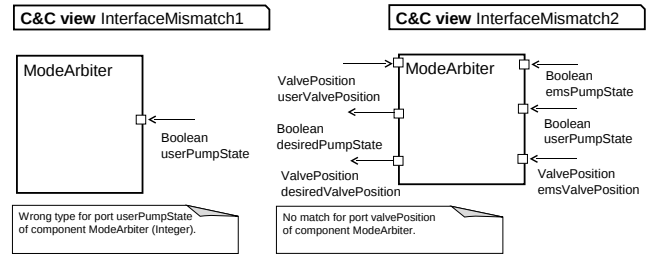 C&C view InterfaceMismatch1
ModeArbiter
Boolean
userPumpState
Wrong type for port userPumpState
of component ModeArbiter (Integer).
C&C view InterfaceMismatch2
ValvePosition
userValvePosition
Boolean
desiredPumpState
ValvePosition
desiredValvePosition
ModeArbiter
Boolean
emsPumpState
Boolean
userPumpState
ValvePosition
emsValvePosition
No match for port valvePosition
of component ModeArbiter.